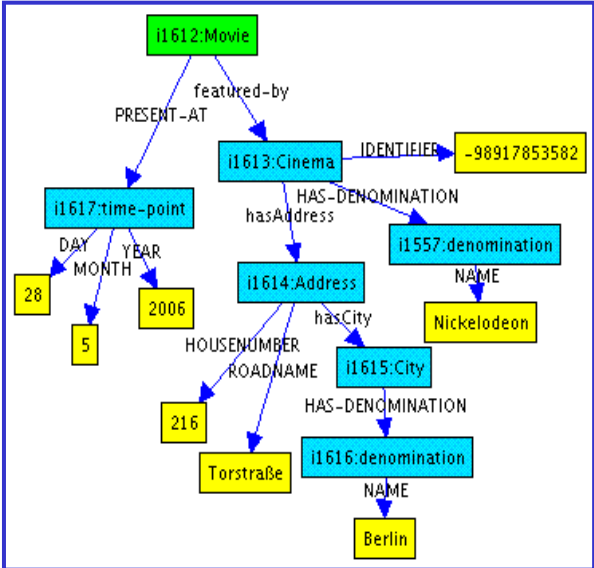 i1612:Movie
featured-by
PRESENT-AT
IDENTIFIER
-98917853582
i1613:Cinema
HAS-DENOMINATION
i1617:time-point
hasAddress
DAY
YEAR
i1557:denomination
MONTH
i1614:Address
NAME
28
2006
hasCity
Nickelodeon
5
HOUSENUMBER
ROADNAME
i1615:City
HAS-DENOMINATION
216
Torstraße
i1616:denomination
NAME
Berlin